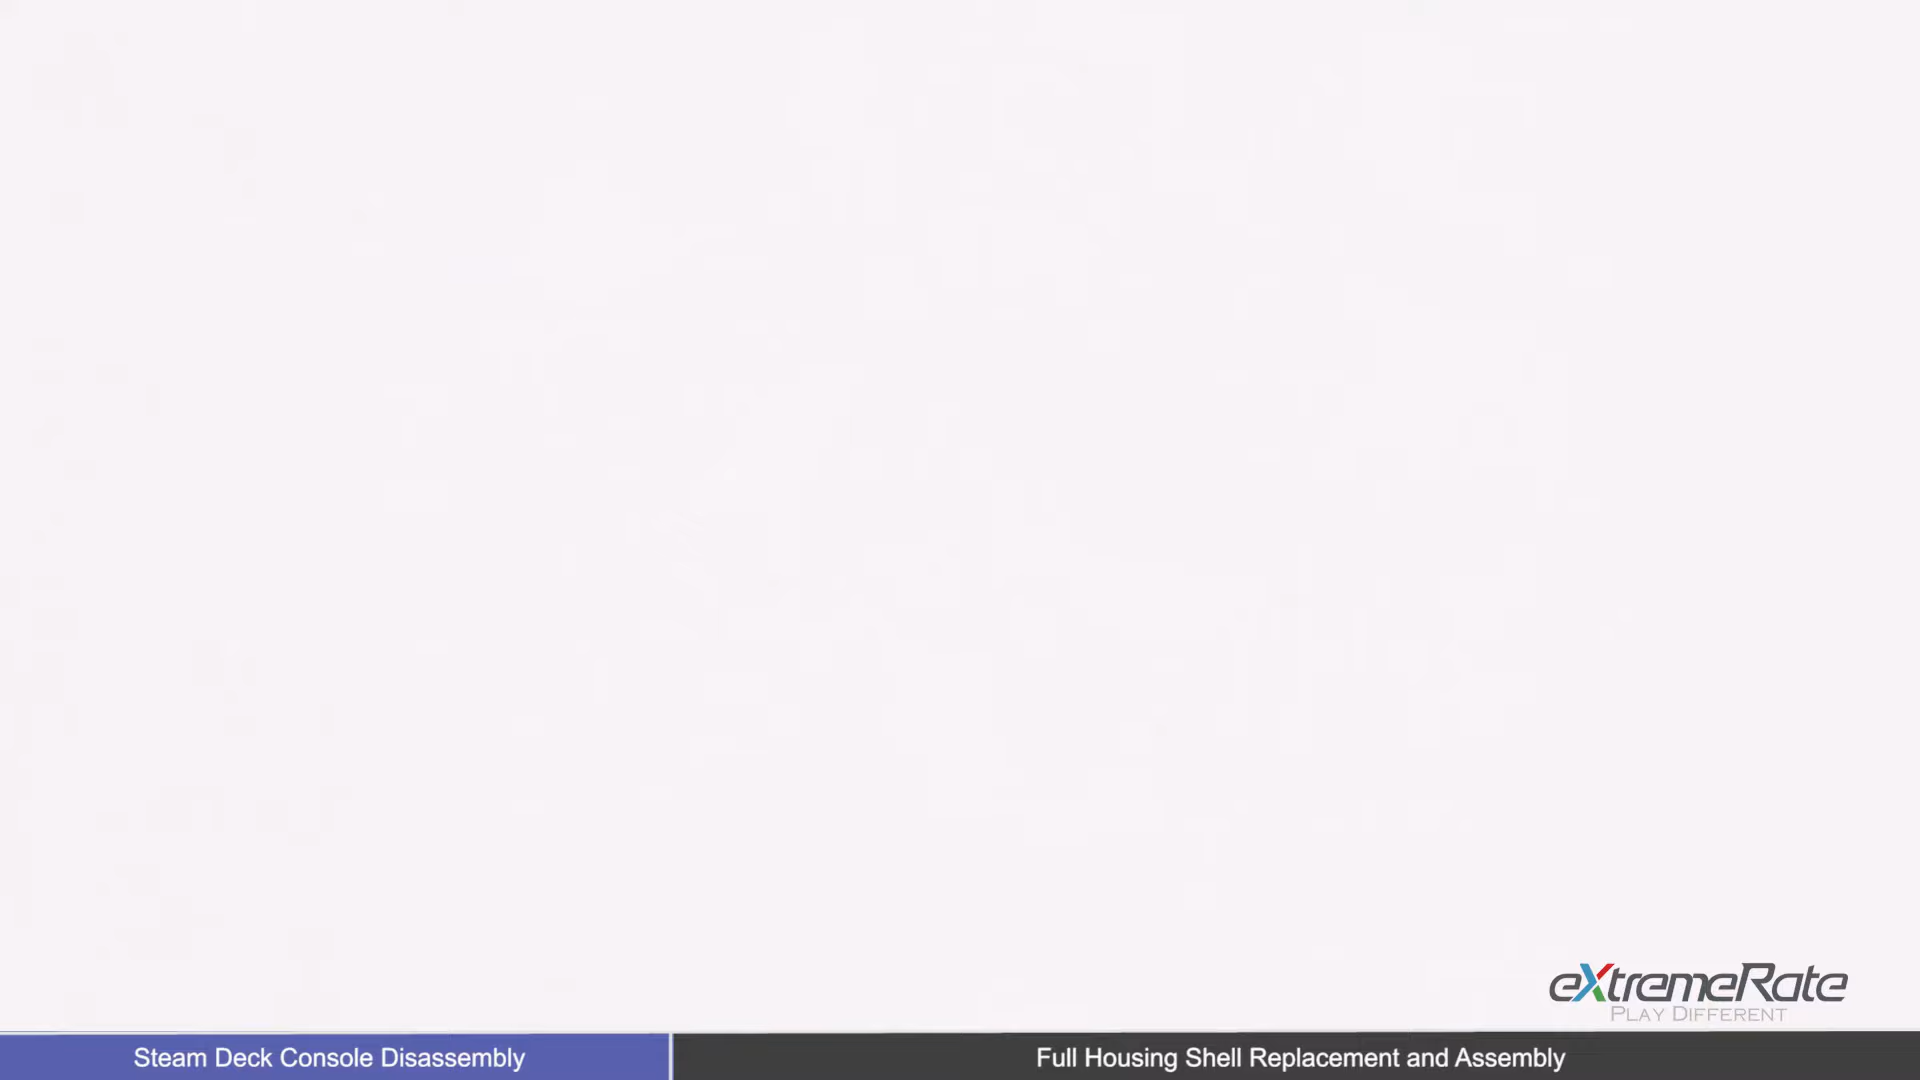 eXtremeRate
PLAY DIFFERENT
Steam Deck Console Disassembly
Full Housing Shell Replacement and Assembly